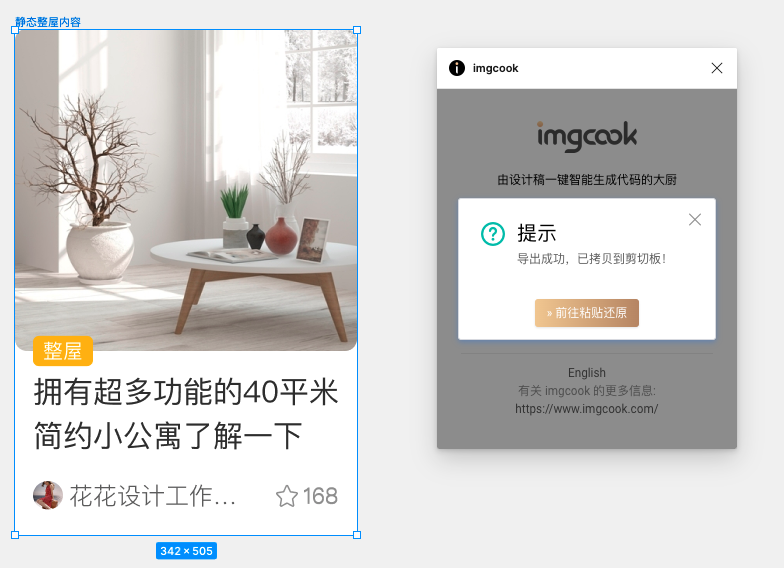 静态整屋内容
整屋
拥有超多功能的40平米
简约小公寓了解一下
花花设计工作...
168
342 × 505
imgcook
imgcook
由设计稿一键智能生成代码的大厨
提示
导出成功，已拷贝到剪切板！
» 前往粘贴还原
English
有关 imgcook 的更多信息:
https://www.imgcook.com/